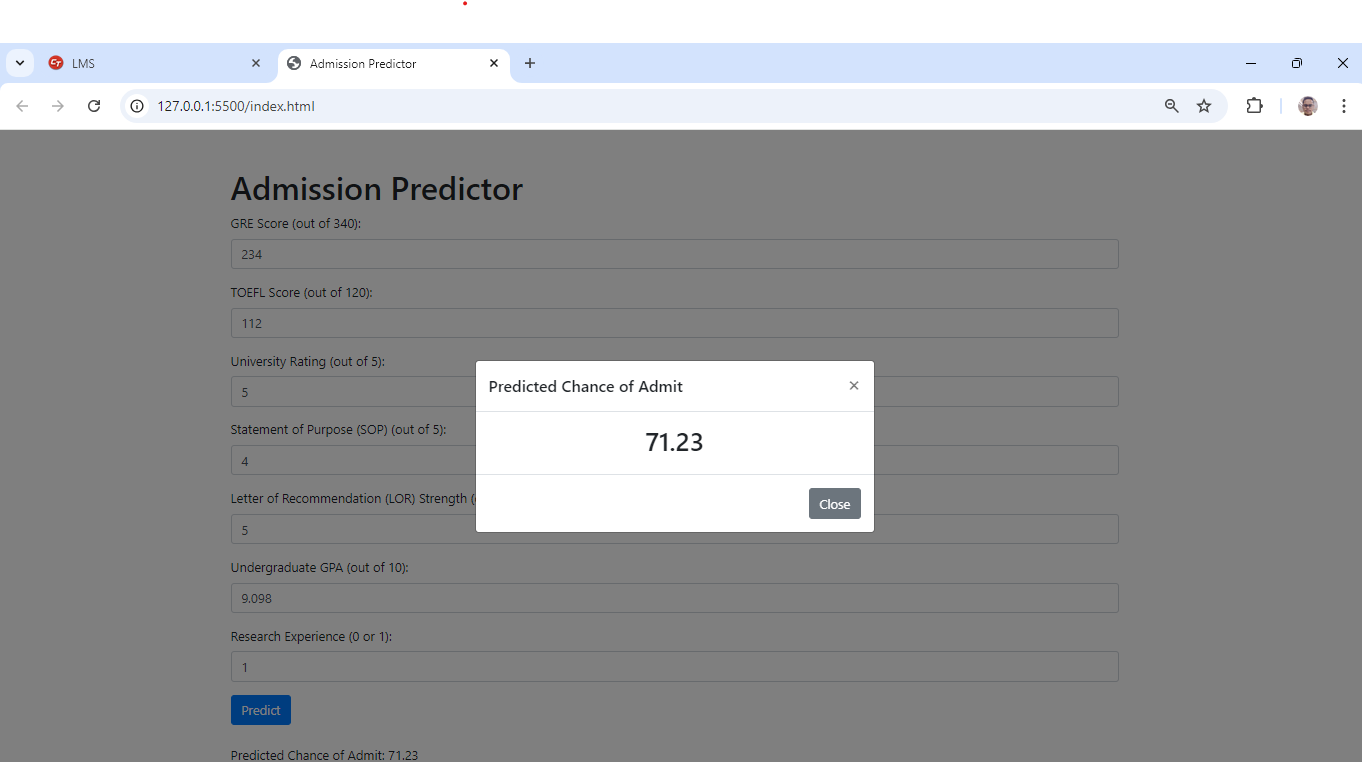 LMS
Admission Predictor
127.0.0.1:5500/index.html
Admission Predictor
GRE Score (out of 340):
234
TOEFL Score (out of 120):
112
University Rating (out of 5):
5
Statement of Purpose (SOP) (out of 5):
4
Letter of Recommendation (LOR) Strength (
5
Undergraduate GPA (out of 10):
9.098
Research Experience (0 or 1):
1
Predict
Predicted Chance of Admit: 71.23
Predicted Chance of Admit ×
71.23
Close